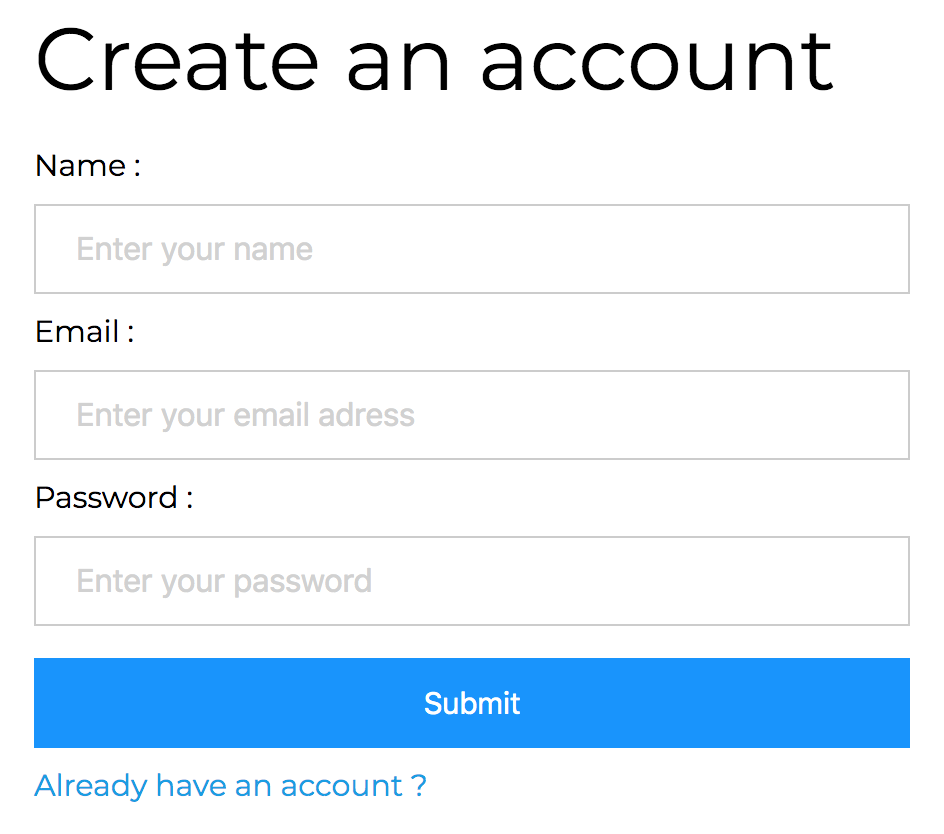 Create an account
Name :
Enter your name
Email :
Enter your email adress
Password :
Enter your password
Submit
Already have an account ?